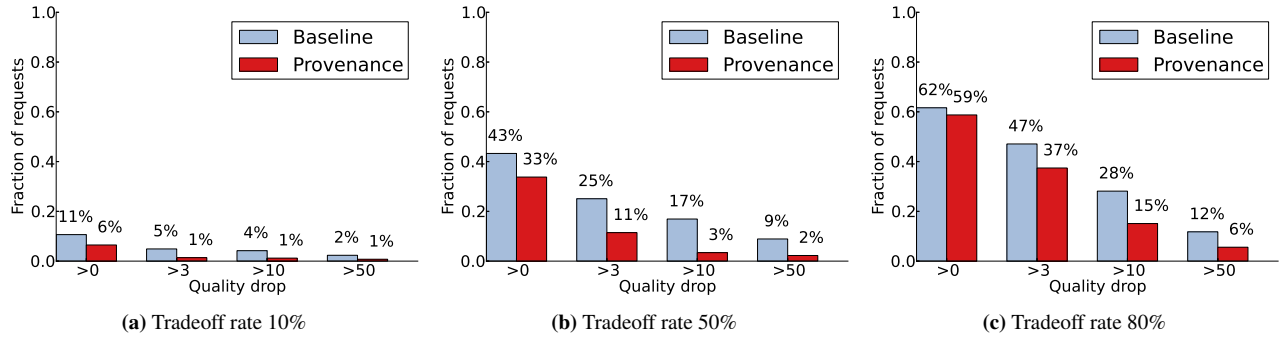 Fraction of requests
1.0
0.8
0.6
0.4
0.2
0.0
Baseline
Provenance
11% 6% 5% 1% 4% 1% 2% 1%
>0 >3 >10 >50
Quality drop
(a) Tradeoff rate 10%
Fraction of requests
1.0
0.8
0.6
0.4
0.2
0.0
Baseline
Provenance
43% 33% 25% 11% 17% 3% 9% 2%
>0 >3 >10 >50
Quality drop
(b) Tradeoff rate 50%
Fraction of requests
1.0
0.8
0.6
0.4
0.2
0.0
Baseline
Provenance
62% 59% 47% 37% 28% 15% 12% 6%
>0 >3 >10 >50
Quality drop
(c) Tradeoff rate 80%